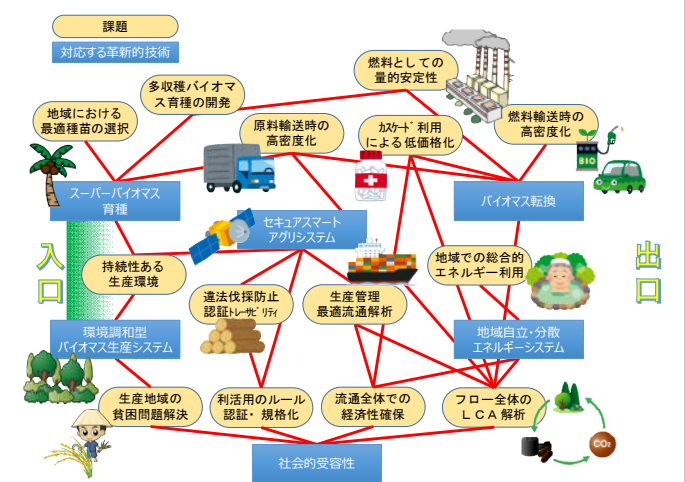 課題
対応する革新的技術
燃料としての
量的安定性
多収穫バイオマ
ス育種の開発
地域における
最適種苗の選択
原料輸送時の
高密度化
ｶｽｹｰﾄﾞ利用
による低価格化
燃料輸送時の
高密度化
BIO
スーパーバイオマス
育種
バイオマス転換
セキュアスマート
アグリシステム
入口
出口
持続性ある
生産環境
地域での総合的
エネルギー利用
違法伐採防止
認証ﾄﾚｰｻﾞﾋﾞﾘﾃｨ
生産管理
最適流通解析
環境調和型
バイオマス生産システム
地域自立・分散
エネルギーシステム
生産地域の
貧困問題解決
利活用のルール
認証・規格化
流通全体での
経済性確保
フロー全体の
ＬＣＡ解析
CO2
社会的受容性